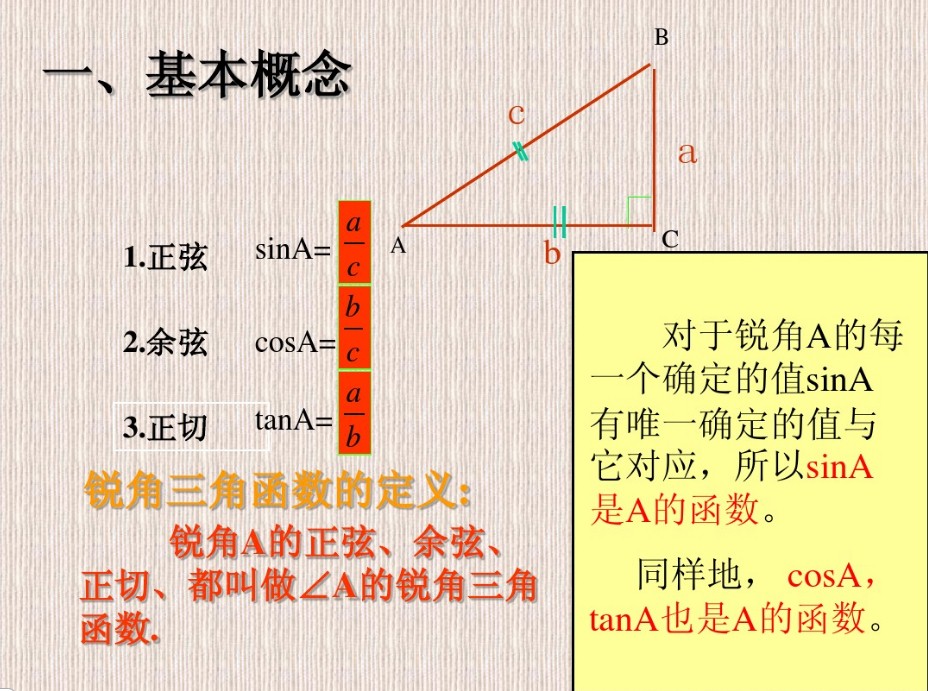 一、基本概念
B
c
a
A
b
C
1.正弦 sinA= a/c
2.余弦 cosA= b/c
3.正切 tanA= a/b
锐角三角函数的定义:
锐角A的正弦、余弦、
正切、都叫做∠A的锐角三角
函数.
对于锐角A的每
一个确定的值sinA
有唯一确定的值与
它对应，所以sinA
是A的函数。
同样地， cosA，
tanA也是A的函数。